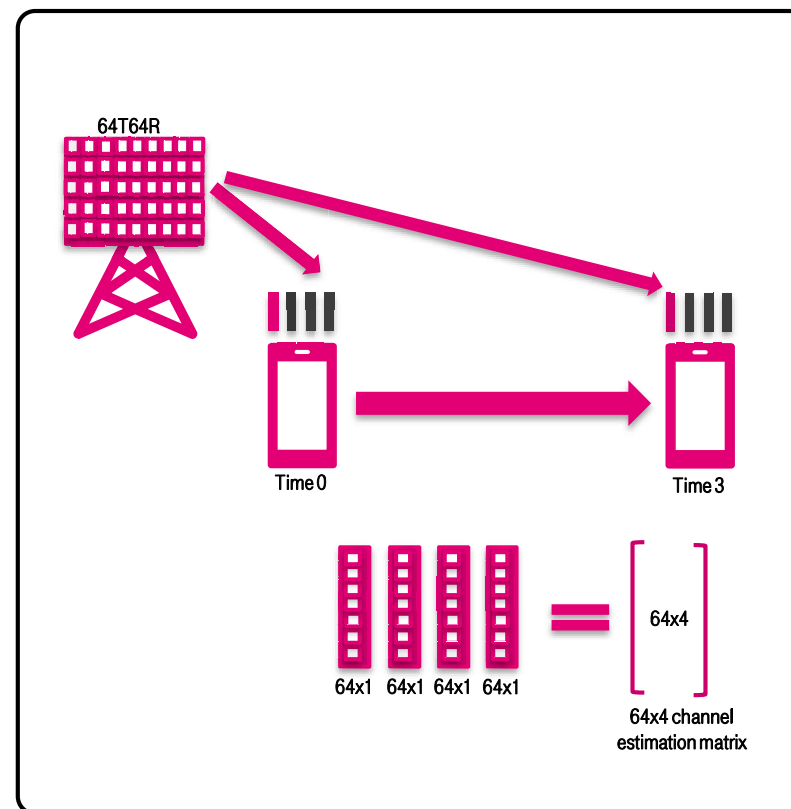 64T64R
Time 0
Time 3
64x1 64x1 64x1 64x1
64x4
64x4 channel
estimation matrix